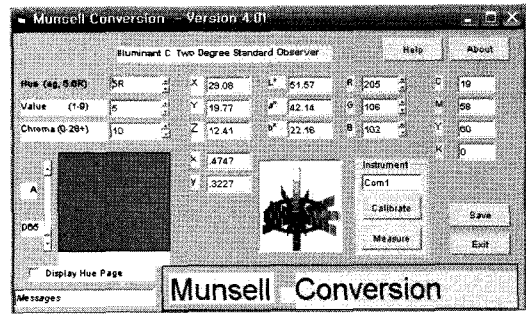 Munsell Conversion - Version 4.01
Illuminant C Two Degree Standard Observer
Help About
Hue (eg, 5.6R) 5R X 29.08 L* 51.57 R 205 C 19
Value (1-9) 5 Y 19.77 a* 42.14 G 106 M 58
Chroma (0-26+) 10 Z 12.41 b* 22.16 B 102 Y 60
K 0
x .4747
y .3227
Instrument
Com1
A
Calibrate
D65
Save
Measure
Exit
Display Hue Page
Messages
Munsell Conversion